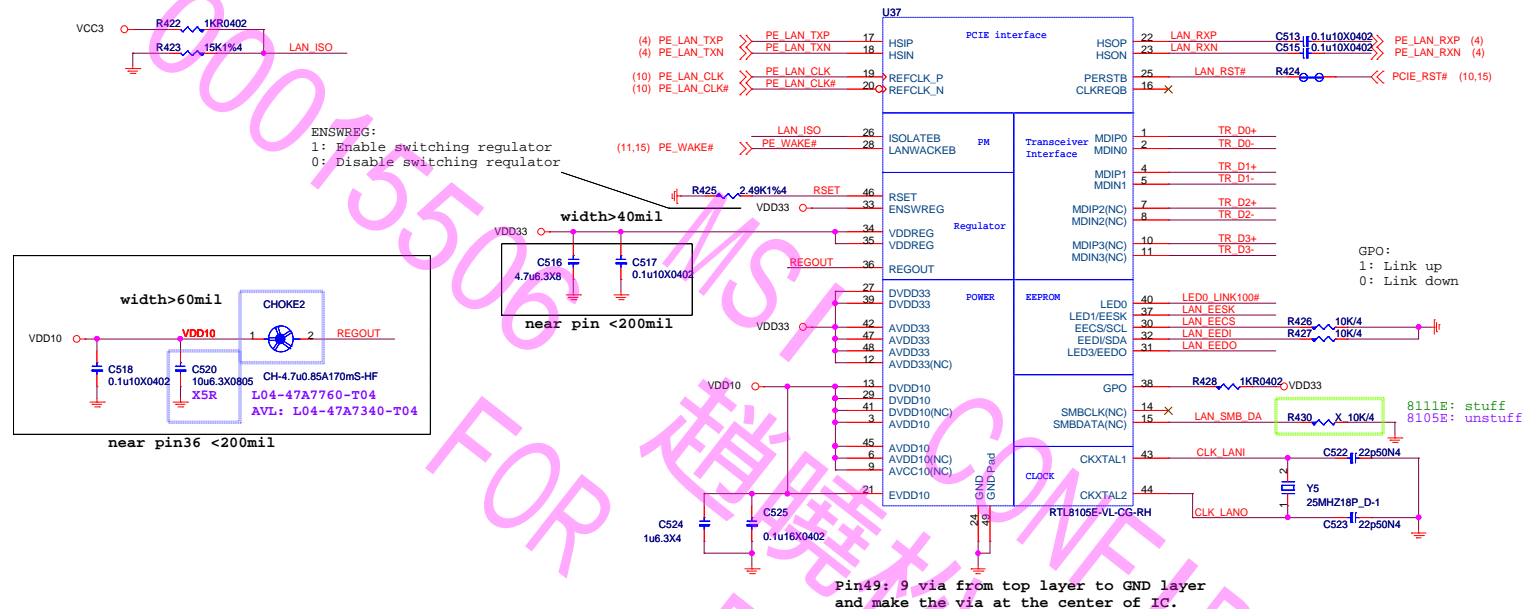 VCC3
R422
1KR0402
R423
15K1%4
LAN_ISO
ENSWREG:
1: Enable switching regulator
0: Disable switching regulator
U37
PCIE interface
(4) PE_LAN_TXP
PE_LAN_TXP
17
HSIP
(4) PE_LAN_TXN
PE_LAN_TXN
18
HSIN
(10) PE_LAN_CLK
PE_LAN_CLK
19
REFCLK_P
(10) PE_LAN_CLK#
PE_LAN_CLK#
20
REFCLK_N
HSOP
22
LAN_RXP
C513
0.1u10X0402
PE_LAN_RXP (4)
HSON
23
LAN_RXN
C515
0.1u10X0402
PE_LAN_RXN (4)
PERSTB
25
LAN_RST#
R424
PCIE_RST# (10,15)
CLKREQB
16
LAN_ISO
26
ISOLATEB
(11,15) PE_WAKE#
PE_WAKE#
28
LANWACKEB
PM
Transceiver
Interface
MDIP0
1
TR_D0+
MDIN0
2
TR_D0-
MDIP1
4
TR_D1+
MDIN1
5
TR_D1-
MDIP2(NC)
7
TR_D2+
MDIN2(NC)
8
TR_D2-
MDIP3(NC)
10
TR_D3+
MDIN3(NC)
11
TR_D3-
R425
2.49K1%4
RSET
46
RSET
VDD33
33
ENSWREG
Regulator
width>40mil
VDD33
34
VDDREG
35
VDDREG
C516
4.7u6.3X8
C517
0.1u10X0402
near pin <200mil
REGOUT
36
REGOUT
GPO:
1: Link up
0: Link down
width>60mil
CHOKE2
VDD10
VDD10
1
2
REGOUT
C518
0.1u10X0402
C520
10u6.3X0805
X5R
CH-4.7u0.85A170mS-HF
L04-47A7760-T04
AVL: L04-47A7340-T04
near pin36 <200mil
POWER
EEPROM
27
DVDD33
39
DVDD33
VDD33
42
AVDD33
47
AVDD33
48
AVDD33
12
AVDD33(NC)
LED0
40
LED0_LINK100#
LED1/EESK
37
LAN_EESK
EECS/SCL
30
LAN_EECS
R426
10K/4
EEDI/SDA
32
LAN_EEDI
R427
10K/4
LED3/EEDO
31
LAN_EEDO
VDD10
13
DVDD10
29
DVDD10
41
DVDD10(NC)
3
AVDD10
45
AVDD10
6
AVDD10(NC)
9
AVCC10(NC)
21
EVDD10
GPO
38
R428
1KR0402
VDD33
SMBCLK(NC)
14
SMBDATA(NC)
15
LAN_SMB_DA
R430
X_10K/4
8111E: stuff
8105E: unstuff
CLOCK
CKXTAL1
43
CLK_LANI
C522
22p50N4
2
Y5
25MHZ18P_D-1
1
CKXTAL2
44
CLK_LANO
C523
22p50N4
GND
GND Pad
24
49
RTL8105E-VL-CG-RH
C524
1u6.3X4
C525
0.1u16X0402
Pin49: 9 via from top layer to GND layer
and make the via at the center of IC.
00015506
MSI
FOR